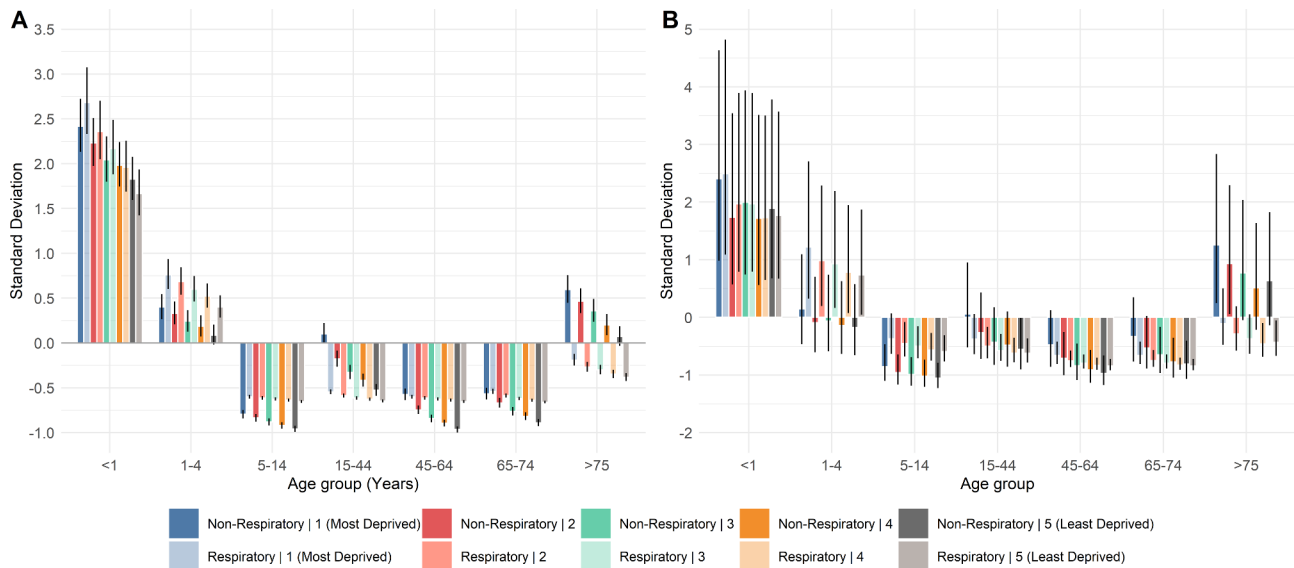 A
Standard Deviation
3.5
3.0
2.5
2.0
1.5
1.0
0.5
0.0
-0.5
-1.0
<1 1-4 5-14 15-44 45-64 65-74 >75
Age group (Years)
B
Standard Deviation
5
4
3
2
1
0
-1
-2
<1 1-4 5-14 15-44 45-64 65-74 >75
Age group
Non-Respiratory | 1 (Most Deprived) Non-Respiratory | 2 Non-Respiratory | 3 Non-Respiratory | 4 Non-Respiratory | 5 (Least Deprived)
Respiratory | 1 (Most Deprived) Respiratory | 2 Respiratory | 3 Respiratory | 4 Respiratory | 5 (Least Deprived)